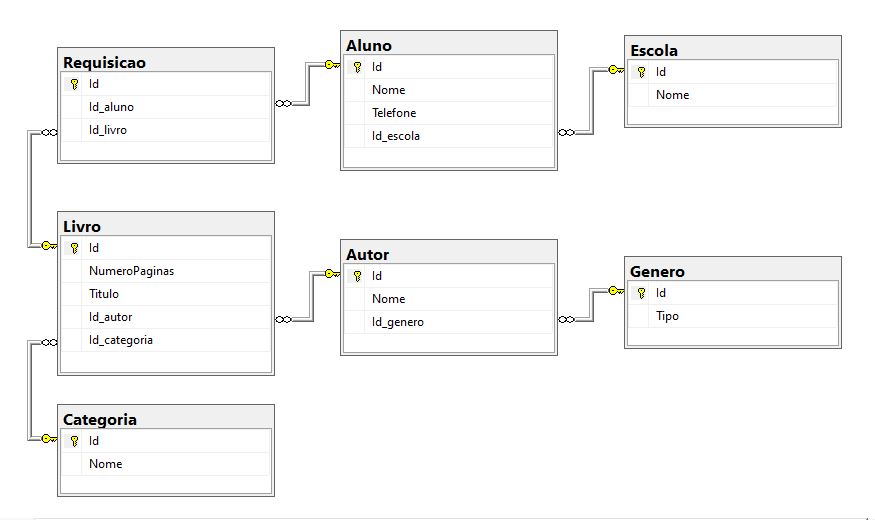 Requisicao
Id
Id_aluno
Id_livro
Aluno
Id
Nome
Telefone
Id_escola
Escola
Id
Nome
Livro
Id
NumeroPaginas
Titulo
Id_autor
Id_categoria
Autor
Id
Nome
Id_genero
Genero
Id
Tipo
Categoria
Id
Nome